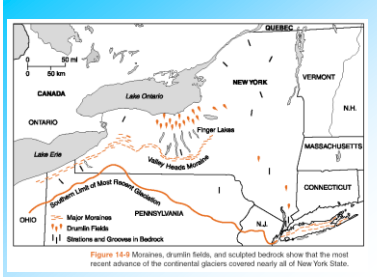 QUEBEC
0 50 mi
0 50 km
CANADA
Lake Ontario
NEW YORK
VERMONT
N.H.
ONTARIO
Finger Lakes
Lake Erie
MASSACHUSETTS
Valley Heads Moraine
CONNECTICUT
Southern Limit of Most Recent Glaciation
OHIO
Major Moraines
PENNSYLVANIA
N.J.
Drumlin Fields
Striations and Grooves in Bedrock
Figure 14-9 Moraines, drumlin fields, and sculpted bedrock show that the most
recent advance of the continental glaciers covered nearly all of New York State.